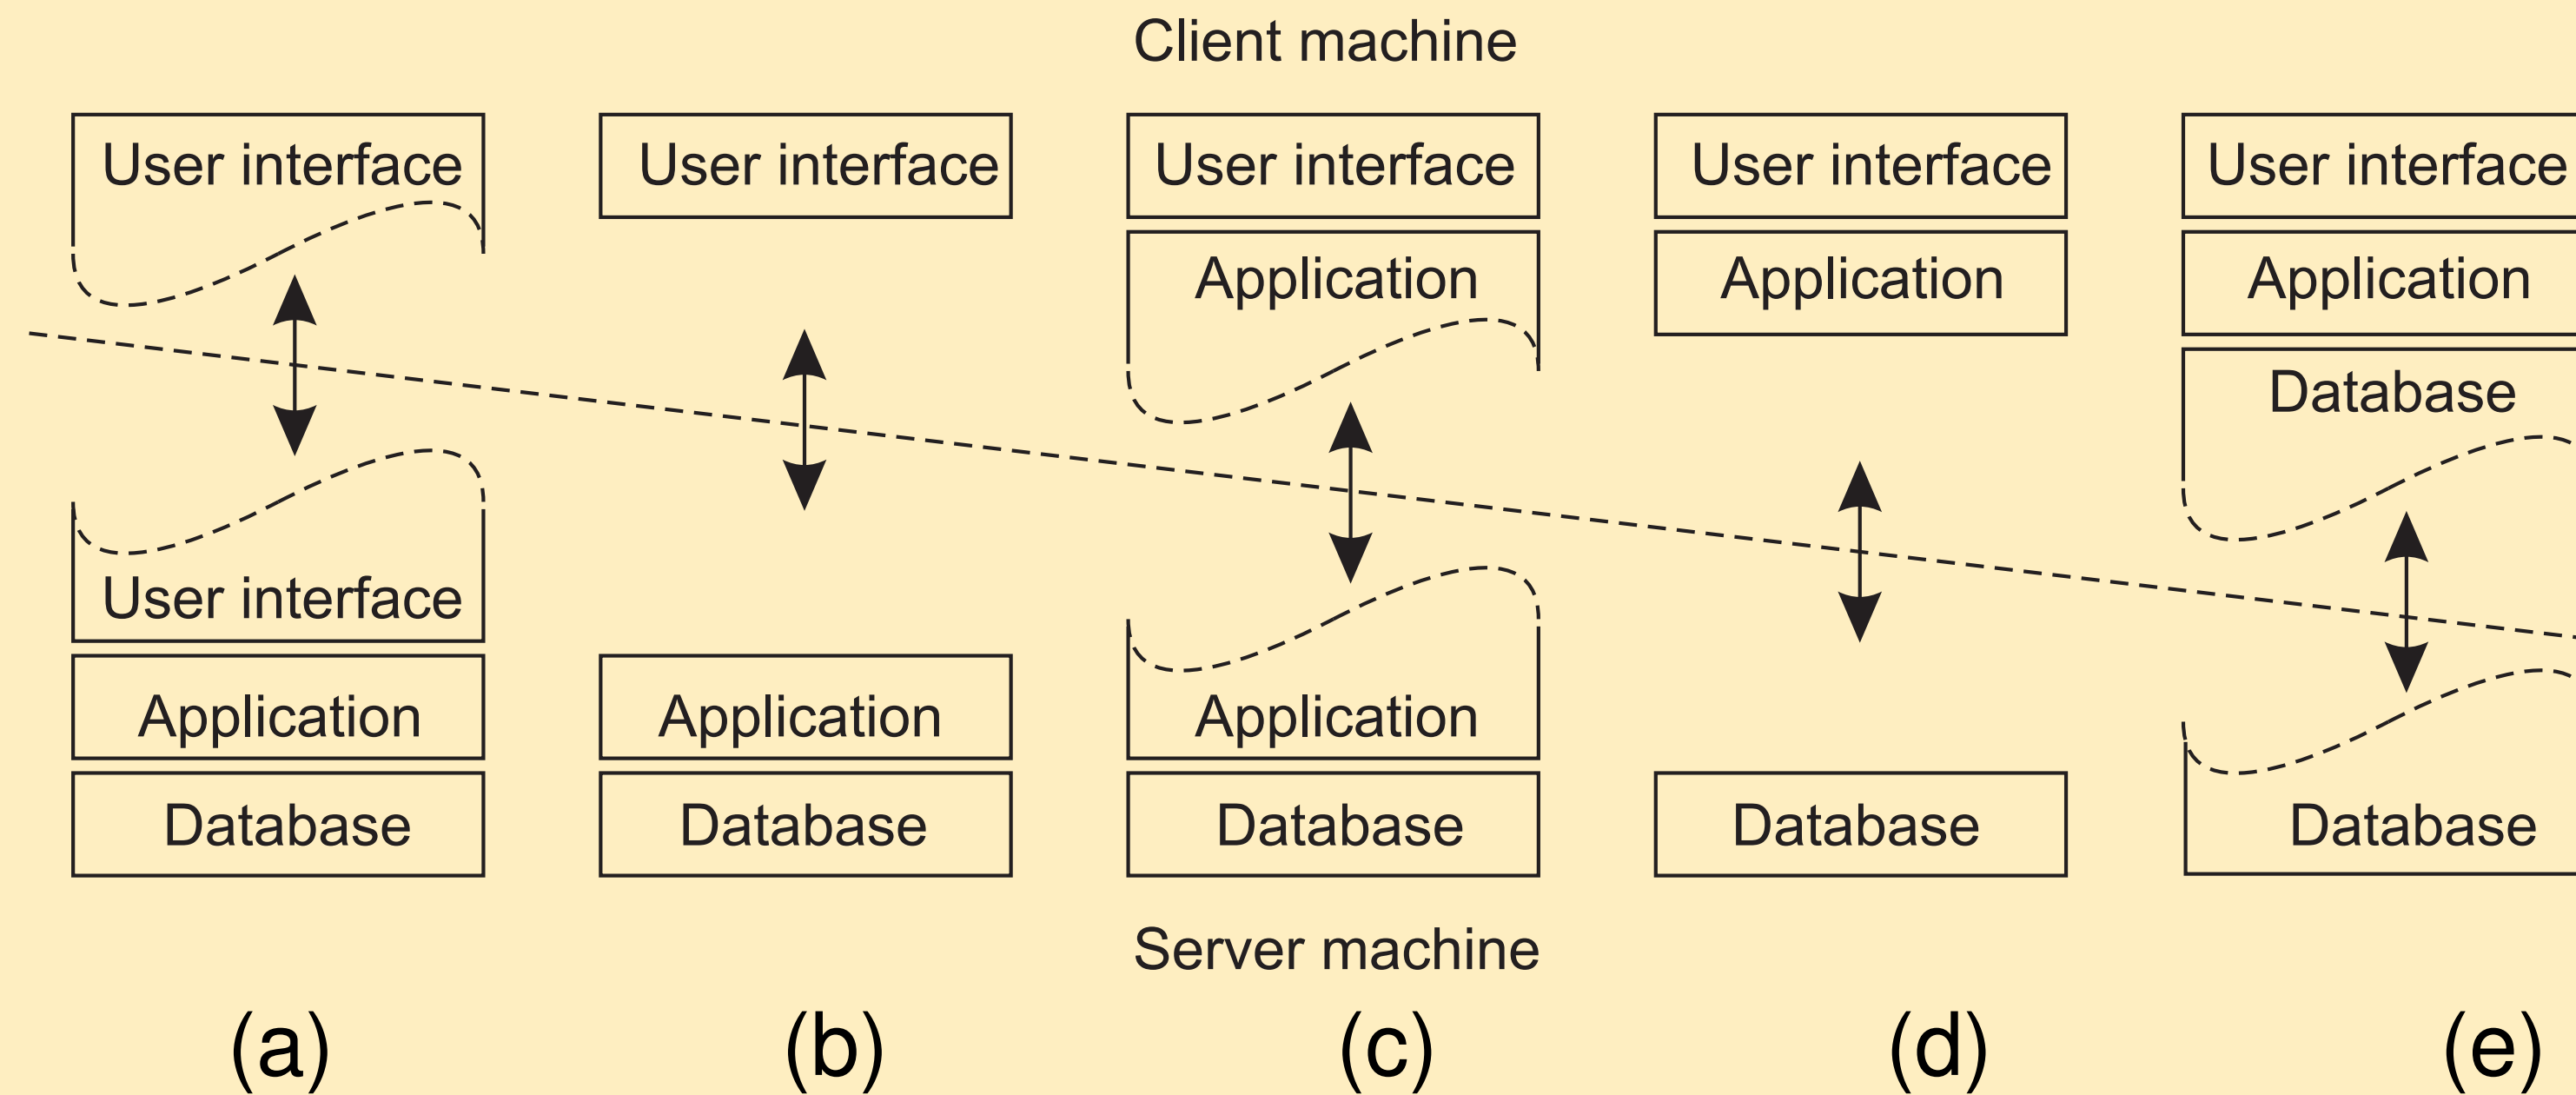 Client machine
User interface User interface User interface User interface User interface
Application Application Application
Database
User interface
Application Application Application
Database Database Database Database Database
Server machine
(a) (b) (c) (d) (e)